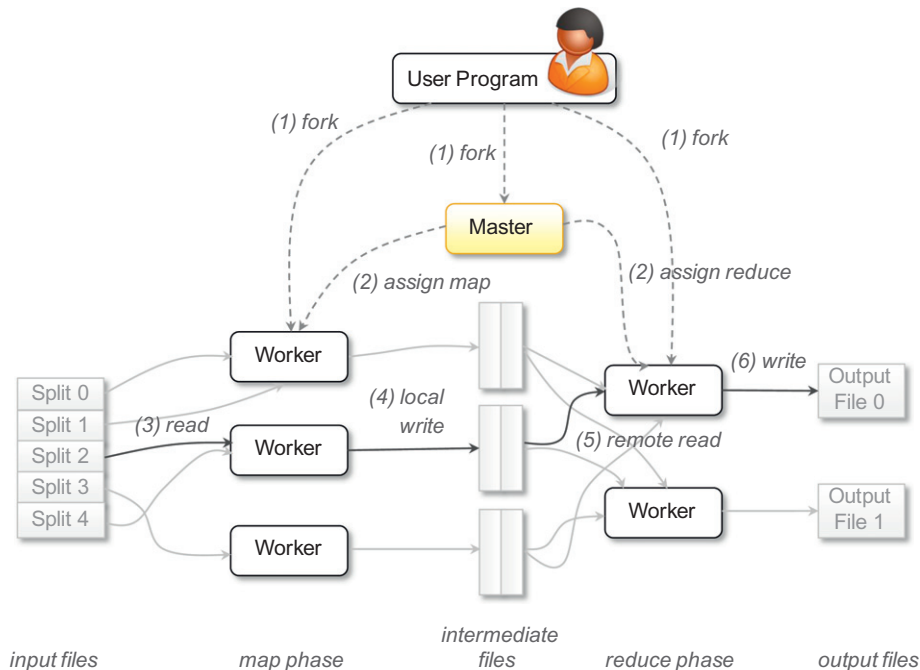 User Program
(1) fork
(1) fork
(1) fork
Master
(2) assign map
(2) assign reduce
Worker
(6) write
Split 0
Split 1
Split 2
Split 3
Split 4
(3) read
Worker
(4) local
write
Worker
Output
File 0
(5) remote read
Worker
Output
File 1
Worker
input files
map phase
intermediate
files
reduce phase
output files